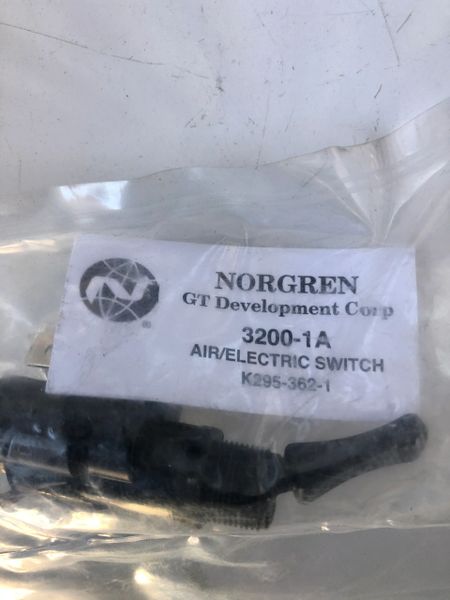 NORGREN
GT Development Corp
3200-1A
AIR/ELECTRIC SWITCH
K295-362-1
®